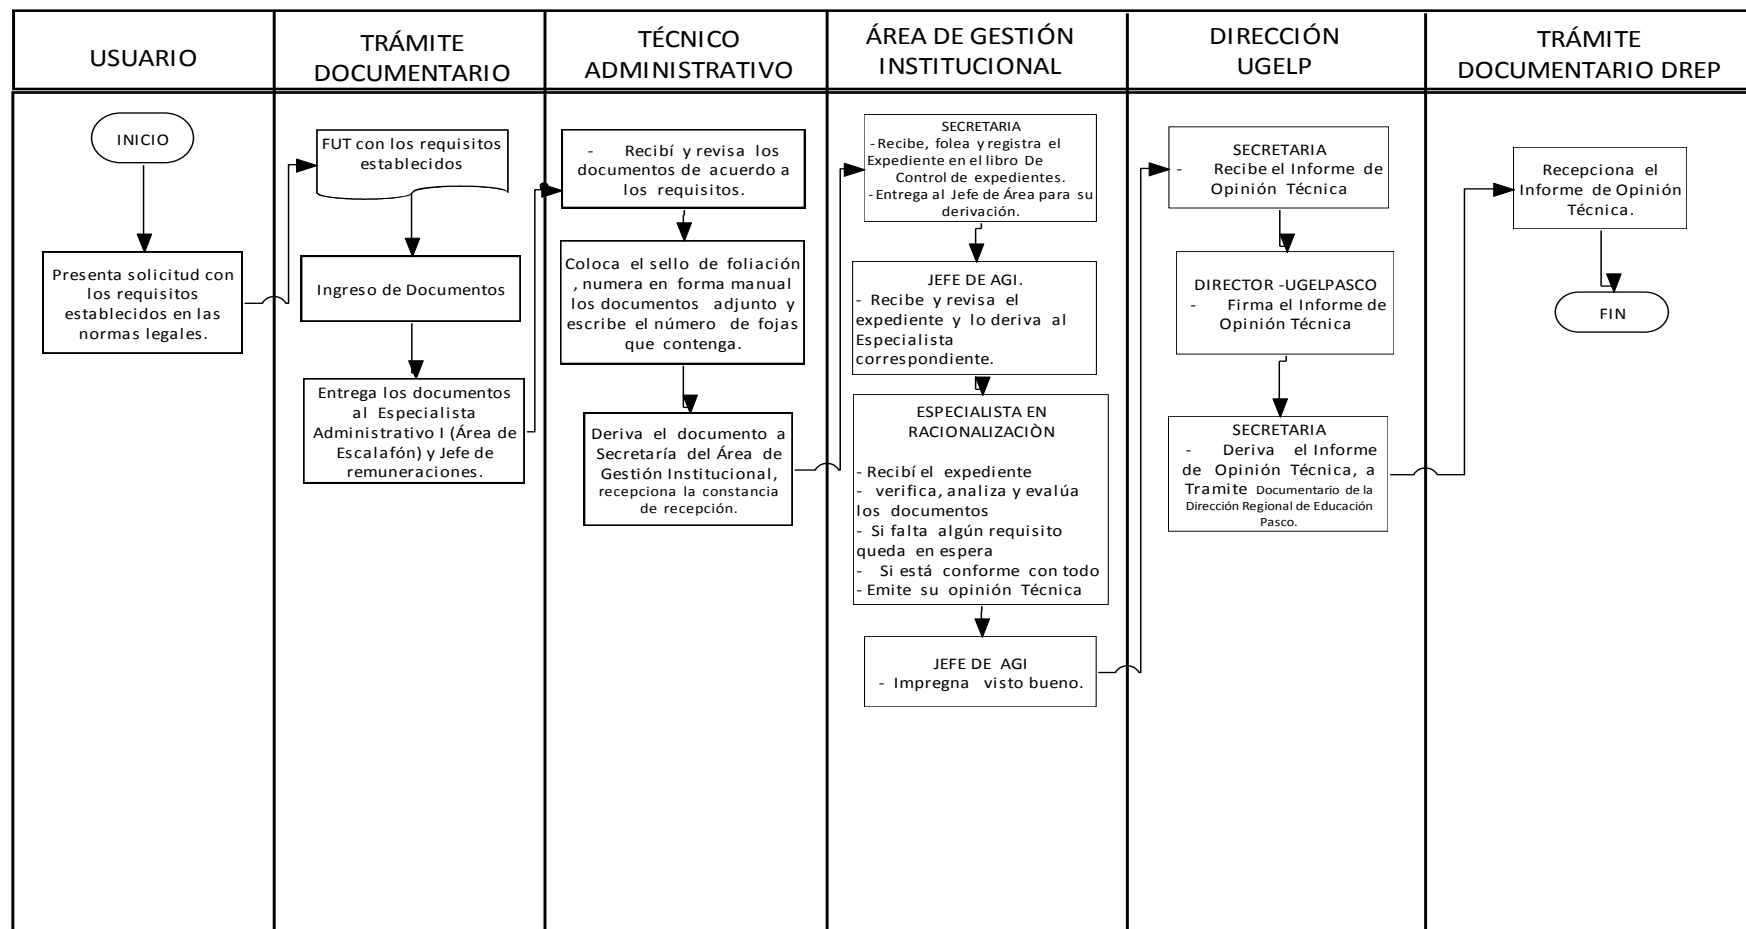 USUARIO
TRÁMITE
DOCUMENTARIO
TÉCNICO
ADMINISTRATIVO
ÁREA DE GESTIÓN
INSTITUCIONAL
DIRECCIÓN
UGELP
TRÁMITE
DOCUMENTARIO DREP
INICIO
Presenta solicitud con
los requisitos
establecidos en las
normas legales.
FUT con los requisitos
establecidos
Ingreso de Documentos
Entrega los documentos
al Especialista
Administrativo I (Área de
Escalafón) y Jefe de
remuneraciones.
- Recibí y revisa los
documentos de acuerdo a
los requisitos.
Coloca el sello de foliación
, numera en forma manual
los documentos adjunto y
escribe el número de fojas
que contenga.
Deriva el documento a
Secretaría del Área de
Gestión Institucional,
recepciona la constancia
de recepción.
SECRETARIA
- Recibe, folea y registra el
Expediente en el libro De
Control de expedientes.
- Entrega al Jefe de Área para su
derivación.
JEFE DE AGI.
- Recibe y revisa el
expediente y lo deriva al
Especialista
correspondiente.
ESPECIALISTA EN
RACIONALIZACIÒN
- Recibí el expediente
- verifica, analiza y evalúa
los documentos
- Si falta algún requisito
queda en espera
- Si está conforme con todo
- Emite su opinión Técnica
JEFE DE AGI
- Impregna visto bueno.
SECRETARIA
- Recibe el Informe de
Opinión Técnica
DIRECTOR -UGELPASCO
- Firma el Informe de
Opinión Técnica
SECRETARIA
- Deriva el Informe
de Opinión Técnica, a
Tramite Documentario de la
Dirección Regional de Educación
Pasco.
Recepciona el
Informe de Opinión
Técnica.
FIN